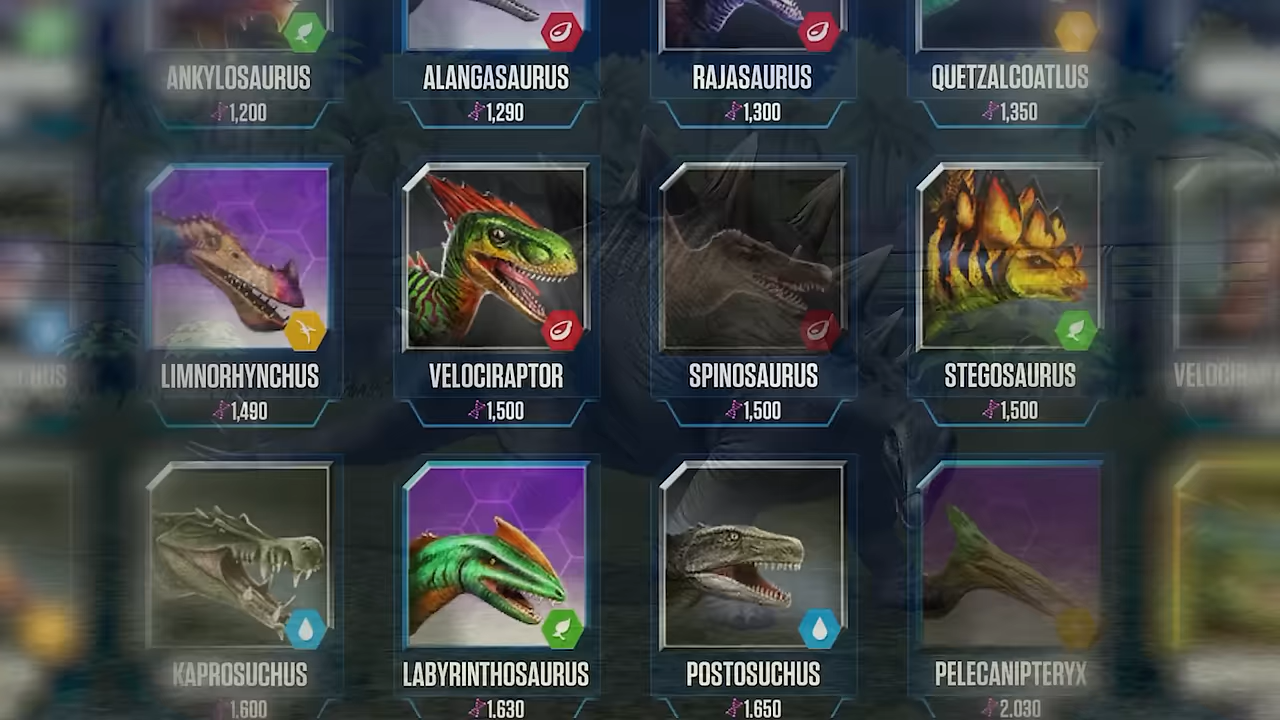 ANKYLOSAURUS ALANGASAURUS RAJASAURUS QUETZALCOATLUS
1,200 1,290 1,300 1,350
LIMNORHYNCHUS VELOCIRAPTOR SPINOSAURUS STEGOSAURUS
1,490 1,500 1,500 1,500
KAPROSUCHUS LABYRINTHOSAURUS POSTOSUCHUS PELECANIPTERYX
1,600 1,630 1,650 2,030